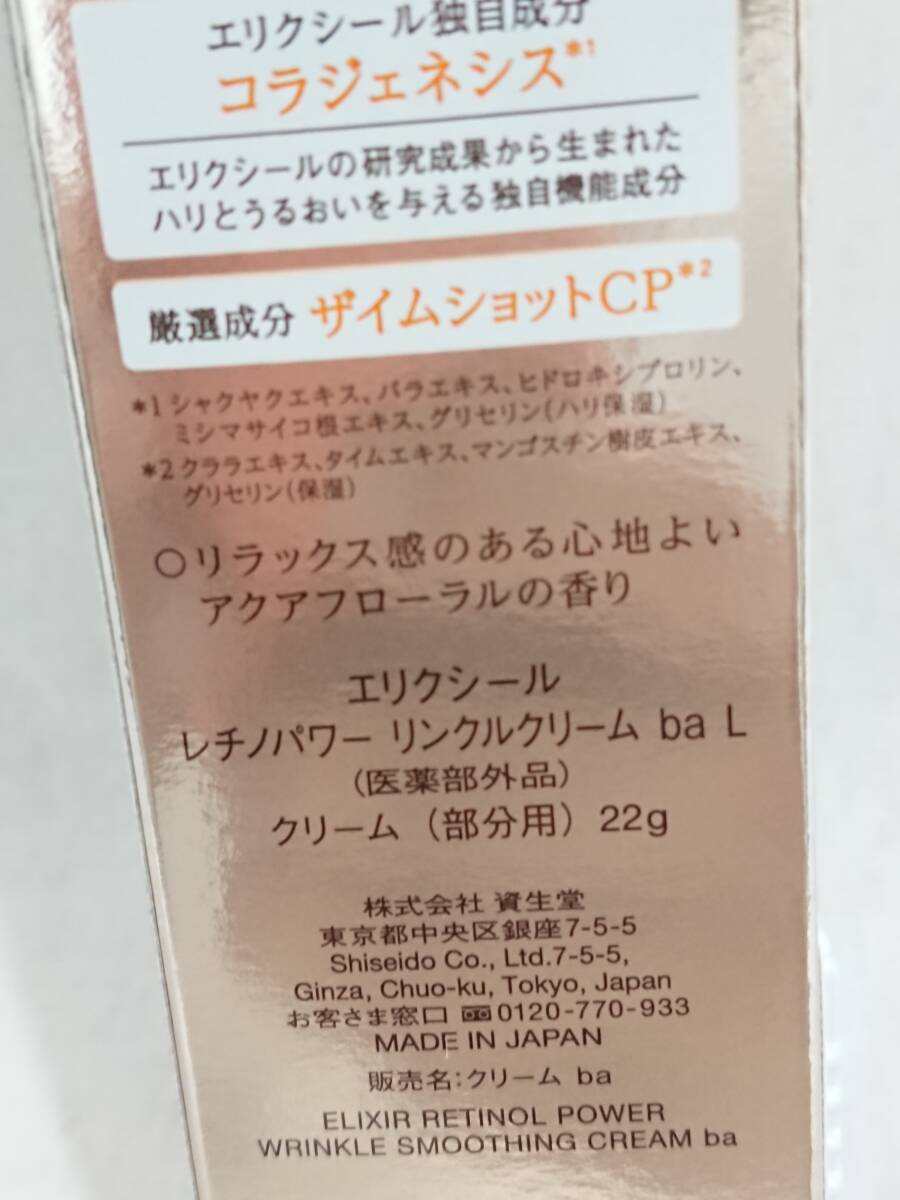 エリクシール独自成分
コラジェネシス*1
エリクシールの研究成果から生まれた
ハリとうるおいを与える独自機能成分
厳選成分 ザイムショットCP*2
*1 シャクヤクエキス、バラエキス、ヒドロキシプロリン、
ミシマサイコ根エキス、グリセリン(ハリ保湿)
*2 クララエキス、タイムエキス、マンゴスチン樹皮エキス、
グリセリン(保湿)
○リラックス感のある心地よい
アクアフローラルの香り
エリクシール
レチノパワー リンクルクリーム ba L
(医薬部外品)
クリーム (部分用) 22g
株式会社 資生堂
東京都中央区銀座7-5-5
Shiseido Co., Ltd.7-5-5,
Ginza, Chuo-ku, Tokyo, Japan
お客さま窓口 0120-770-933
MADE IN JAPAN
販売名:クリーム ba
ELIXIR RETINOL POWER
WRINKLE SMOOTHING CREAM ba